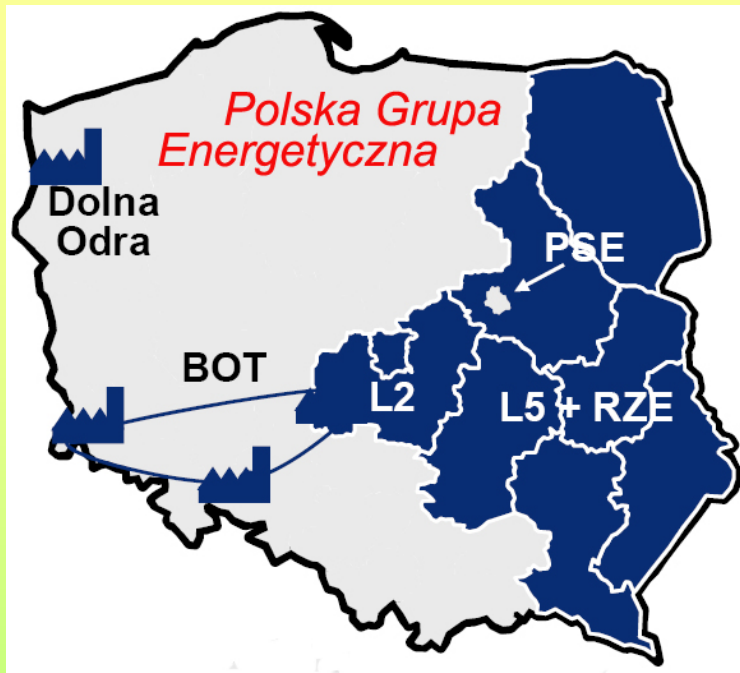 Polska Grupa
Energetyczna
Dolna
Odra
PSE
BOT
L2
L5 + RZE